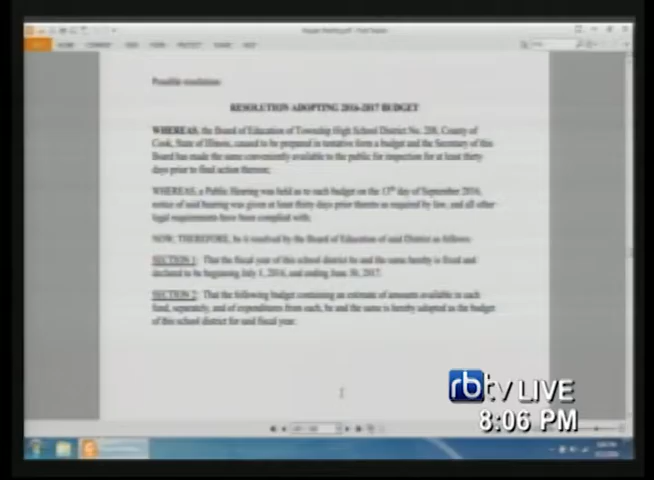 Possible resolution:
RESOLUTION ADOPTING 2016-2017 BUDGET
WHEREAS, the Board of Education of Township High School District No. 208, County of
Cook, State of Illinois, caused to be prepared in tentative form a budget and the Secretary of this
Board has made the same conveniently available to the public for inspection for at least thirty
days prior to final action thereon;
WHEREAS, a Public Hearing was held as to such budget on the 13th day of September 2016,
notice of said hearing was given at least thirty days prior thereto as required by law, and all other
legal requirements have been complied with;
NOW, THEREFORE, be it resolved by the Board of Education of said District as follows:
SECTION 1: That the fiscal year of this school district be and the same hereby is fixed and
declared to be beginning July 1, 2016, and ending June 30, 2017.
SECTION 2: That the following budget containing an estimate of amounts available in each
fund, separately, and of expenditures from each, be and the same is hereby adopted as the budget
of this school district for said fiscal year.
rbtv LIVE
8:06 PM